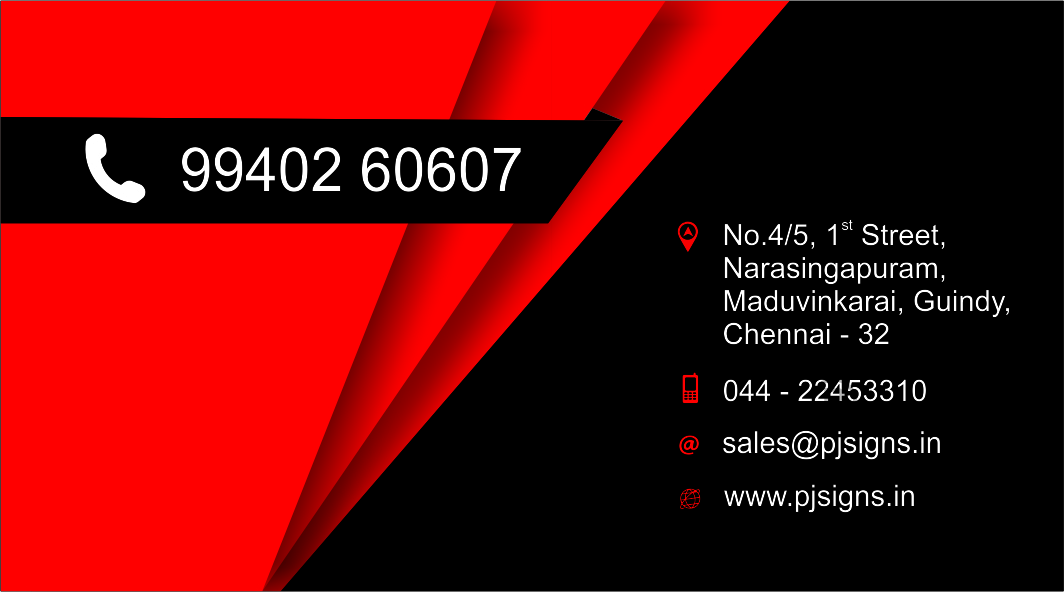 99402 60607
No.4/5, 1st Street,
Narasingapuram,
Maduvinkarai, Guindy,
Chennai - 32
044 - 22453310
sales@pjsigns.in
www.pjsigns.in